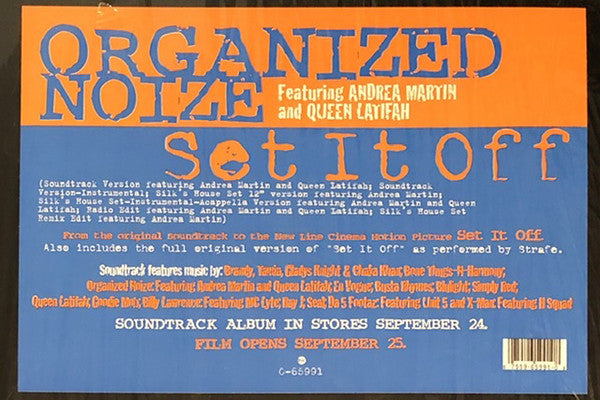 ORGANIZED
NOIZE
Featuring ANDREA MARTIN
and QUEEN LATIFAH
Set It Off
(Soundtrack Version featuring Andrea Martin and Queen Latifah; Soundtrack
Version-Instrumental; Silk's House Set 12" version featuring Andrea Martin;
Silk's House Set-Instrumental-Acappella Version featuring Andrea Martin and Queen
Latifah; Radio Edit featuring Andrea Martin and Queen Latifah; Silk's House Set
Remix Edit featuring Andrea Martin)
From the original soundtrack to the New Line Cinema Motion Picture Set It Off.
Also includes the full original version of "Set It Off" as performed by Strafe.
Soundtrack features music by: Brandy, Tamia, Gladys Knight & Chaka Khan; Bone Thugs-N-Harmony;
Organized Noize Featuring Andrea Martin and Queen Latifah; En Vogue; Busta Rhymes; Blulight; Simply Red;
Queen Latifah; Goodie Mob; Billy Lawrence Featuring MC Lyte; Ray J; Seal; Da 5 Footaz; Featuring Unit 5 and X-Man Featuring H Squad
SOUNDTRACK ALBUM IN STORES SEPTEMBER 24.
FILM OPENS SEPTEMBER 25.
0-65991